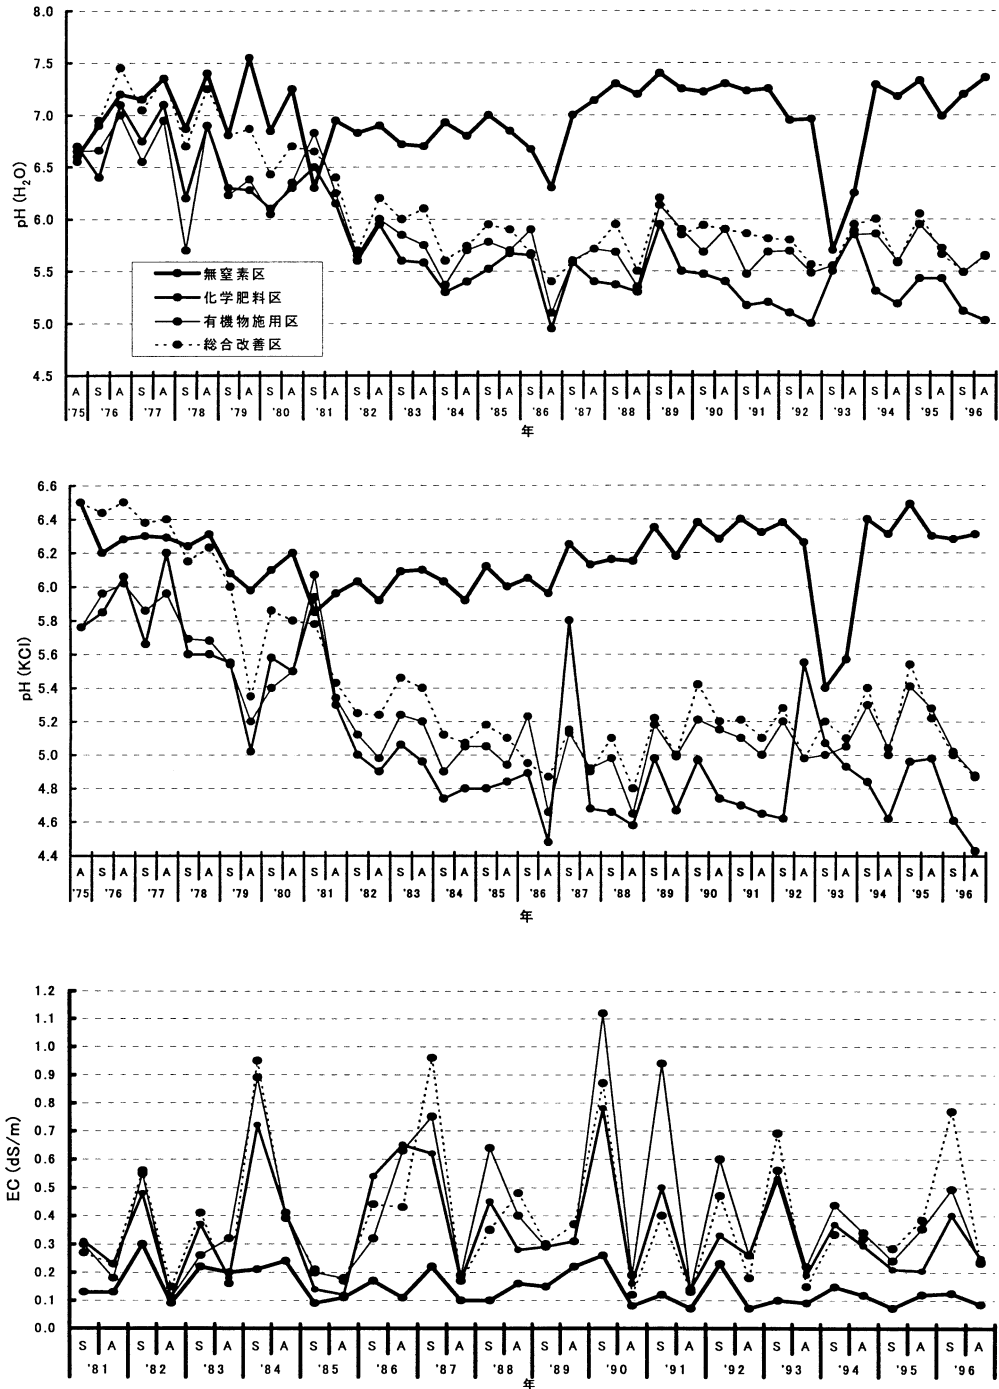 8.0
7.5
7.0
6.5
6.0
5.5
5.0
4.5
pH (H₂O)
無窒素区
化学肥料区
有機物施用区
総合改善区
A S A S A S A S A S A S A S A S A S A S A S A S A S A S A S A S A S A S A S A S A S A
'75 '76 '77 '78 '79 '80 '81 '82 '83 '84 '85 '86 '87 '88 '89 '90 '91 '92 '93 '94 '95 '96
年
6.6
6.4
6.2
6.0
5.8
5.6
5.4
5.2
5.0
4.8
4.6
4.4
pH (KCl)
A S A S A S A S A S A S A S A S A S A S A S A S A S A S A S A S A S A S A S A S A S A
'75 '76 '77 '78 '79 '80 '81 '82 '83 '84 '85 '86 '87 '88 '89 '90 '91 '92 '93 '94 '95 '96
年
1.2
1.1
1.0
0.9
0.8
0.7
0.6
0.5
0.4
0.3
0.2
0.1
0.0
EC (dS/m)
S A S A S A S A S A S A S A S A S A S A S A S A S A S A S A S A
'81 '82 '83 '84 '85 '86 '87 '88 '89 '90 '91 '92 '93 '94 '95 '96
年